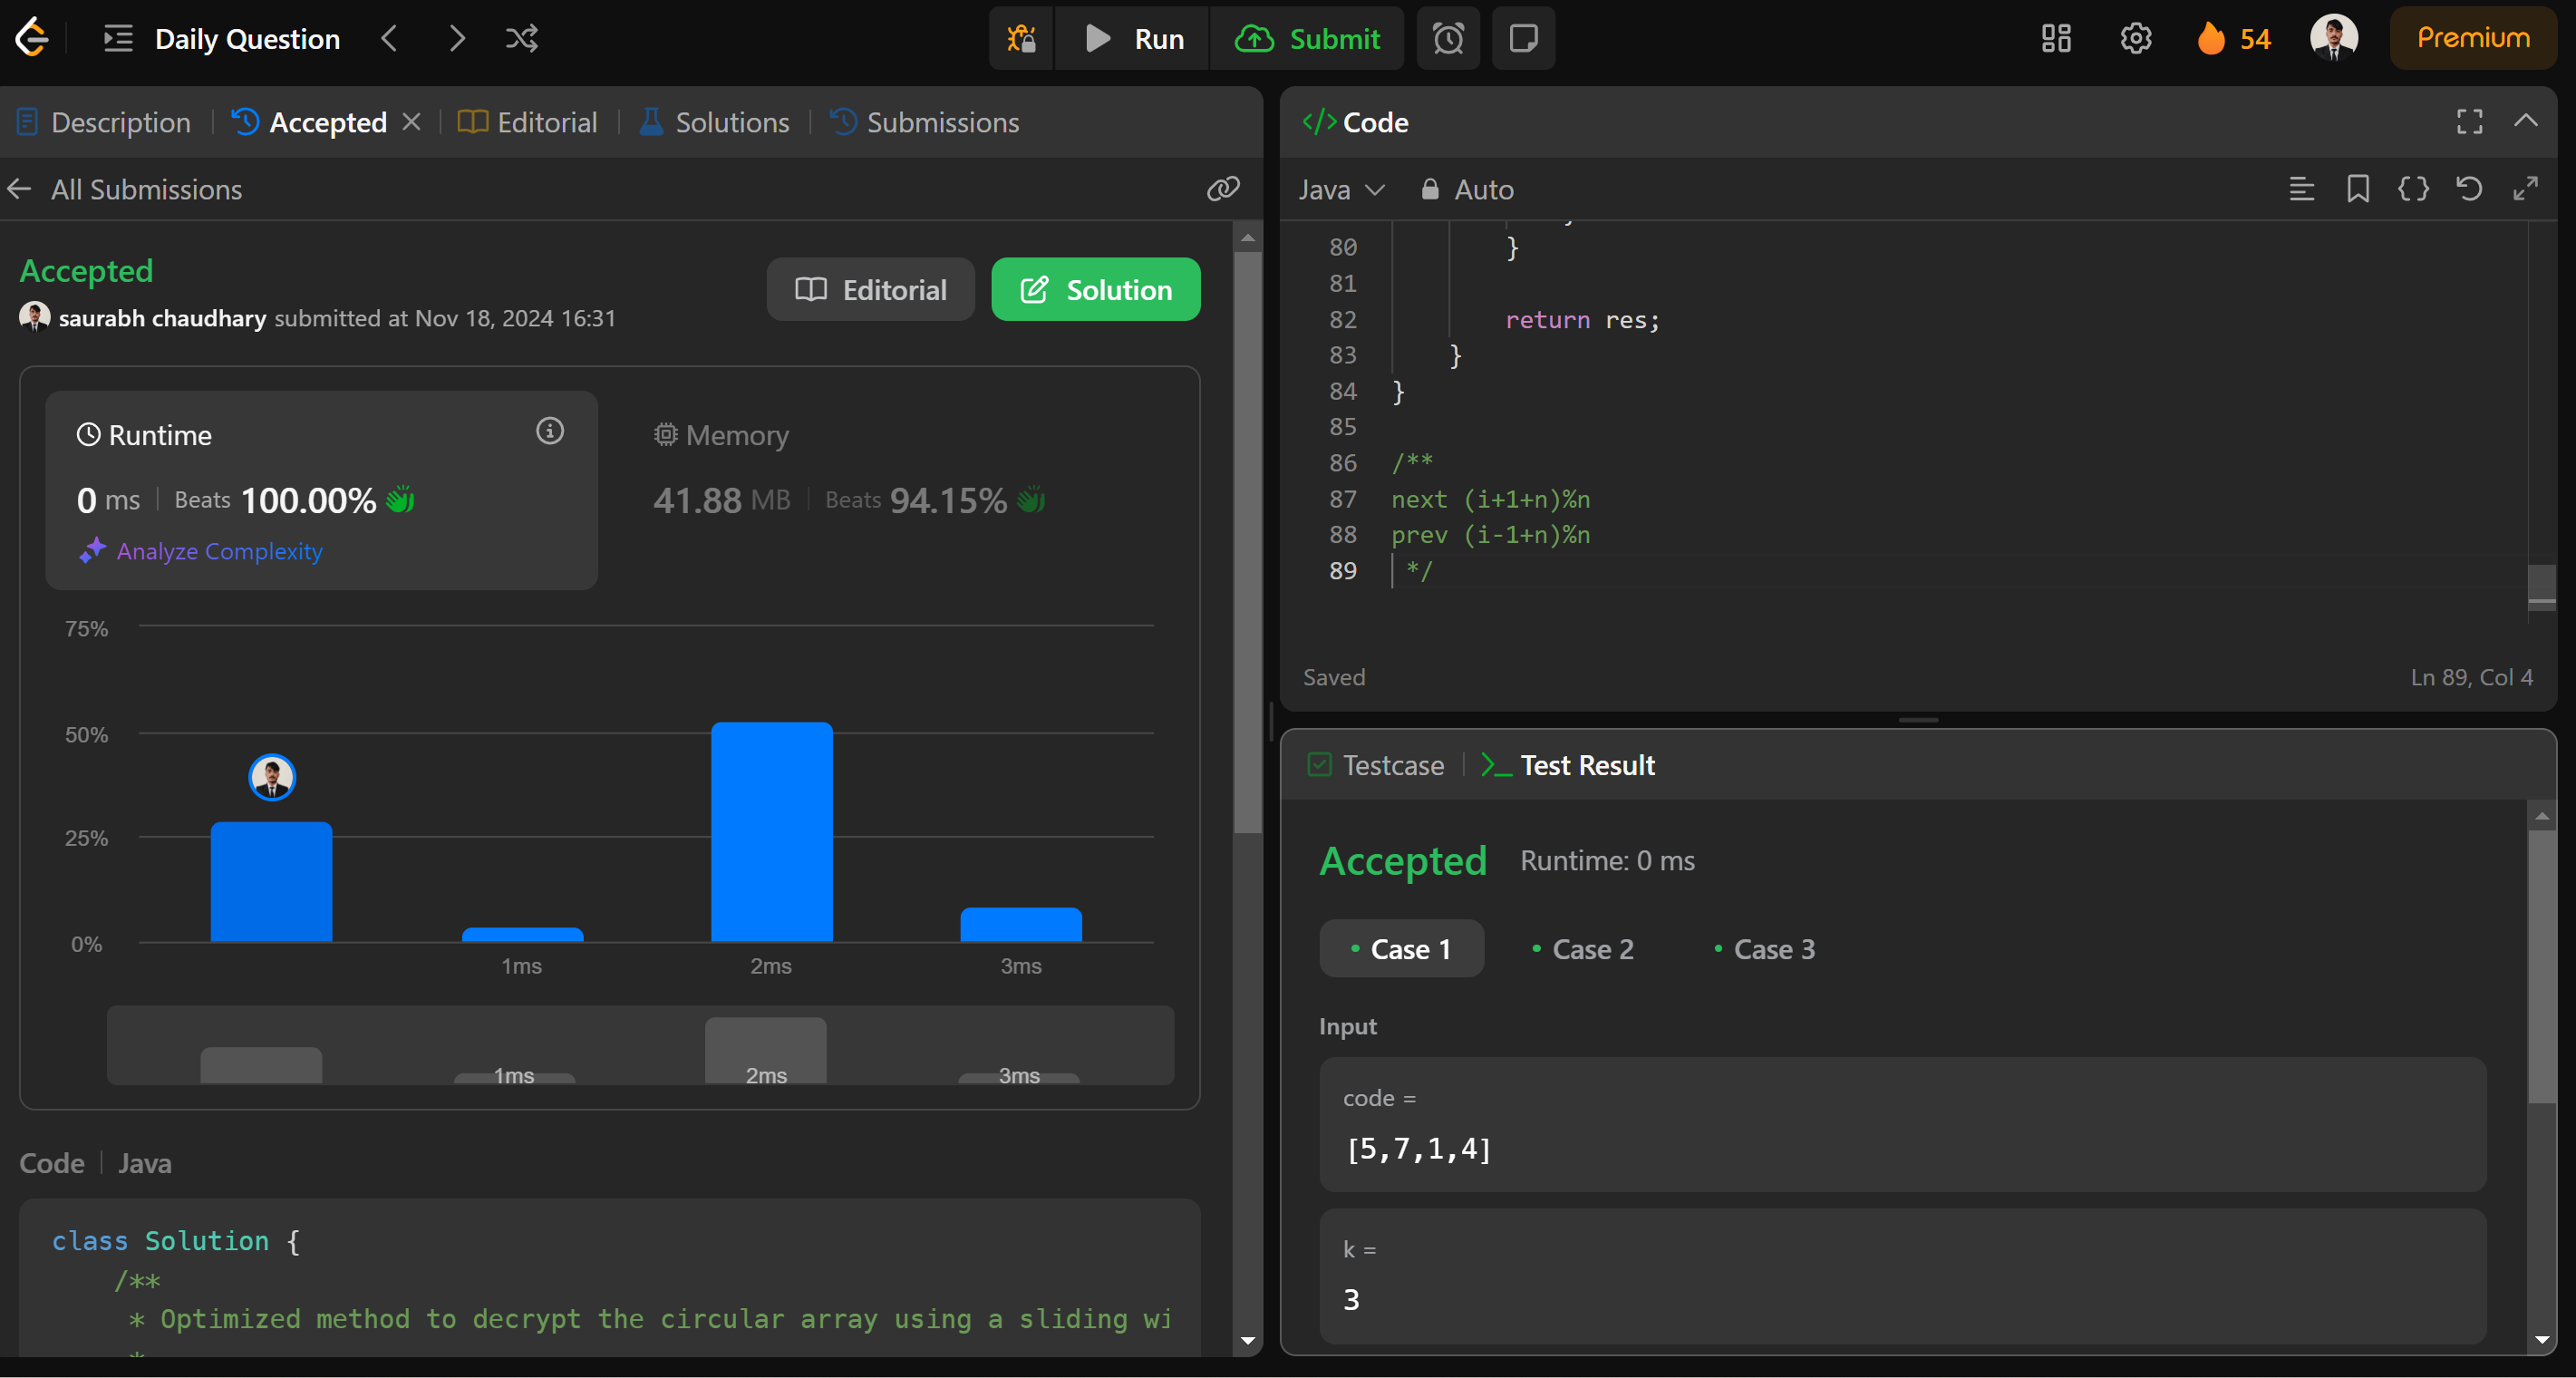 Daily Question
Run
Submit
54
Premium
Description
Accepted
Editorial
Solutions
Submissions
All Submissions
Accepted
saurabh chaudhary submitted at Nov 18, 2024 16:31
Editorial
Solution
Runtime
0 ms
Beats 100.00%
Analyze Complexity
Memory
41.88 MB
Beats 94.15%
75%
50%
25%
0%
1ms
2ms
3ms
1ms
2ms
3ms
Code
Java
class Solution {
/**
* Optimized method to decrypt the circular array using a sliding wi
*
</> Code
Java
Auto
80 }
81
82 return res;
83 }
84 }
85
86 /**
87 next (i+1+n)%n
88 prev (i-1+n)%n
89 */
Saved
Ln 89, Col 4
Testcase
>_ Test Result
Accepted
Runtime: 0 ms
• Case 1
• Case 2
• Case 3
Input
code =
[5,7,1,4]
k =
3